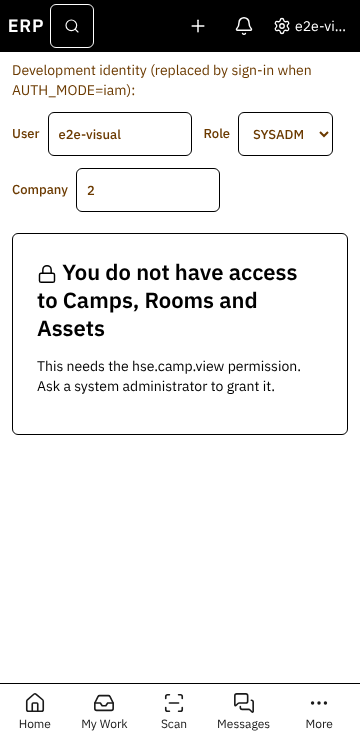 ERP
e2e-vi...
Development identity (replaced by sign-in when
AUTH_MODE=iam):
User e2e-visual Role SYSADM
Company 2
You do not have access
to Camps, Rooms and
Assets
This needs the hse.camp.view permission.
Ask a system administrator to grant it.
Home My Work Scan Messages More